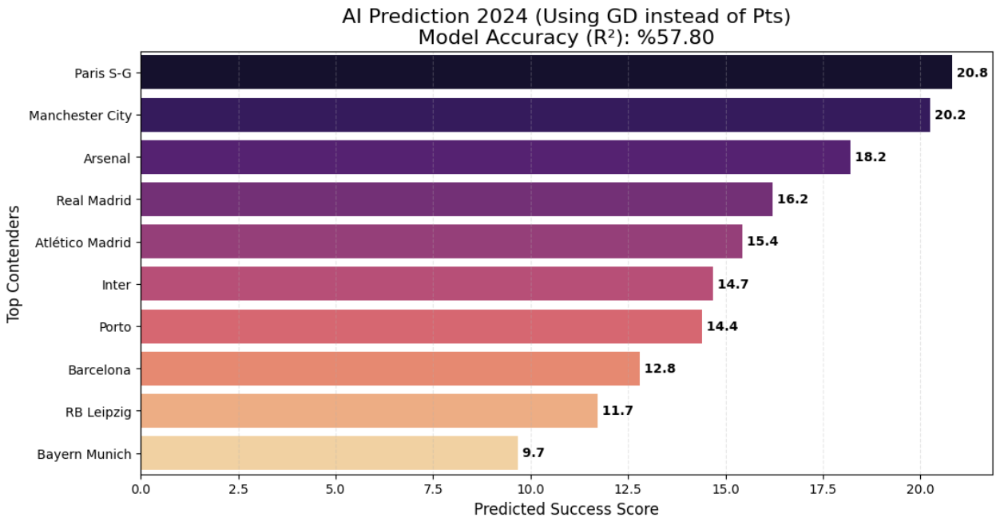 AI Prediction 2024 (Using GD instead of Pts)
Model Accuracy (R²): %57.80
Top Contenders
Paris S-G 20.8
Manchester City 20.2
Arsenal 18.2
Real Madrid 16.2
Atlético Madrid 15.4
Inter 14.7
Porto 14.4
Barcelona 12.8
RB Leipzig 11.7
Bayern Munich 9.7
0.0 2.5 5.0 7.5 10.0 12.5 15.0 17.5 20.0
Predicted Success Score